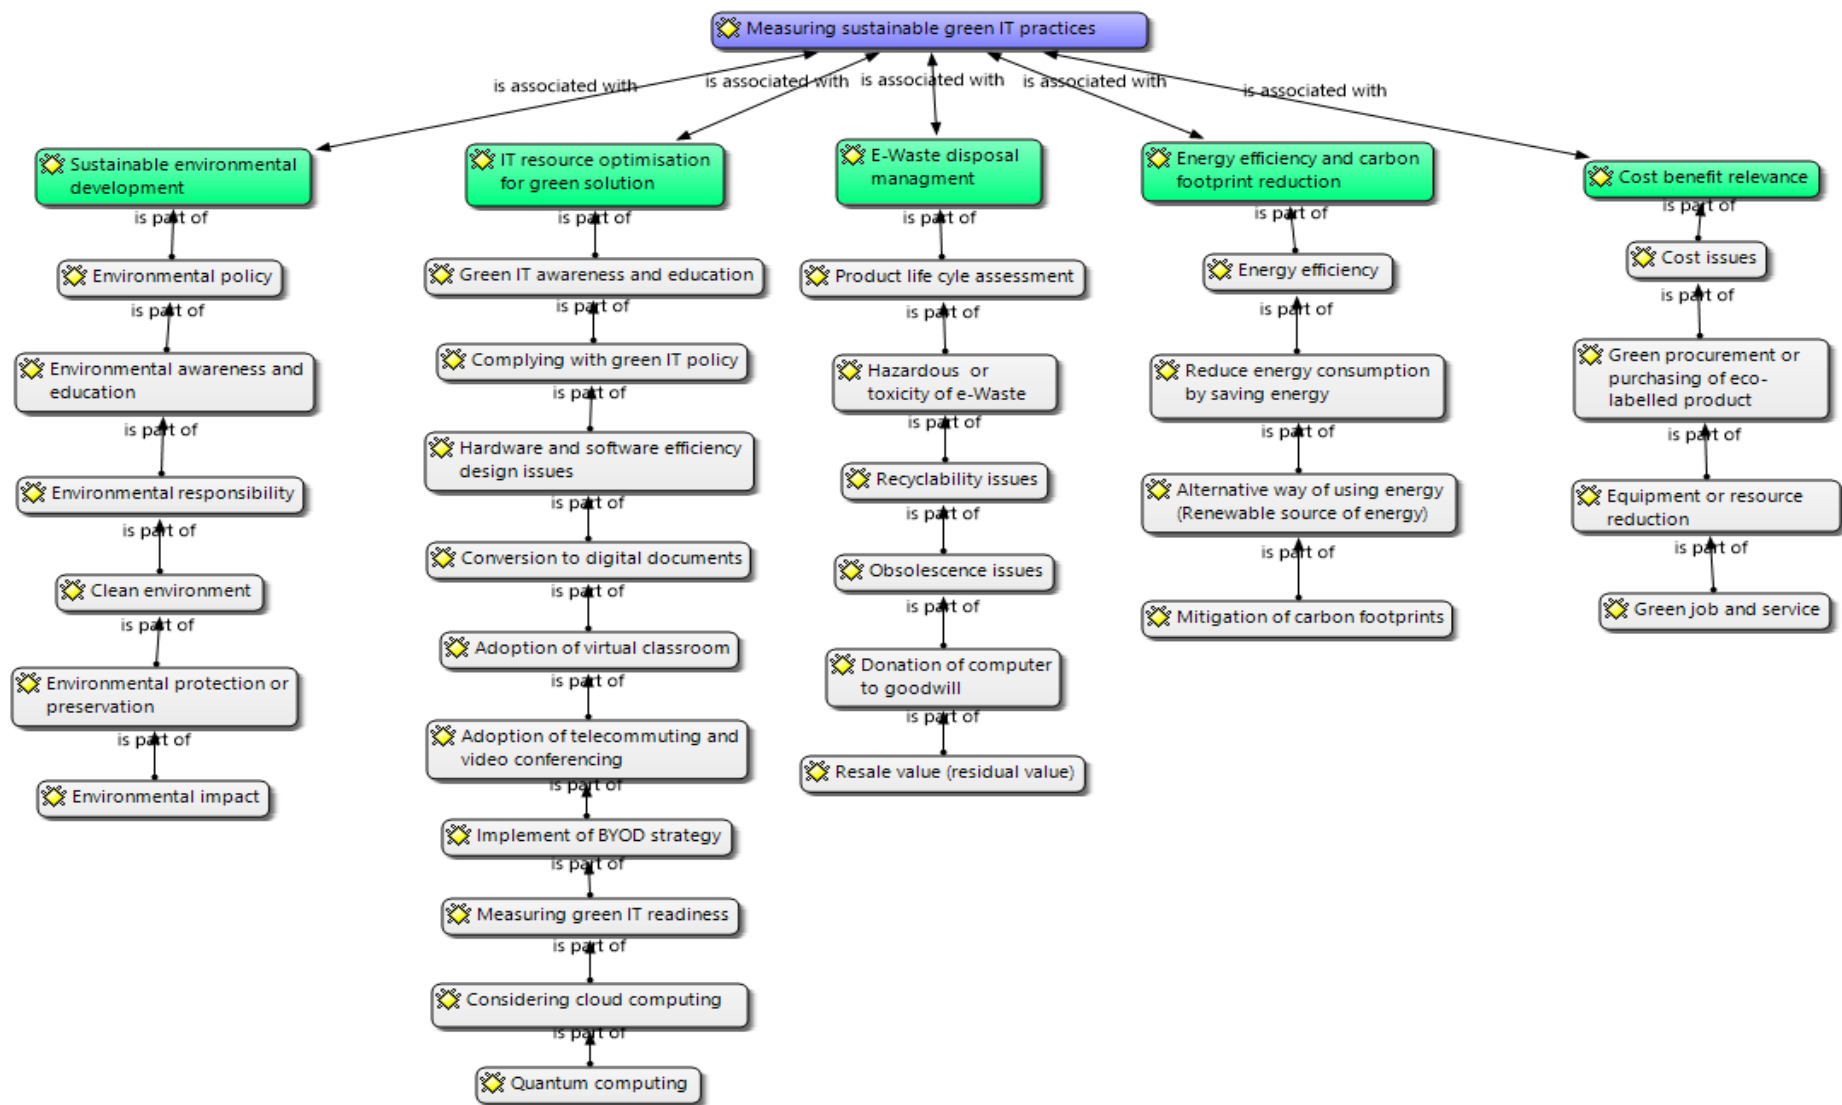 Measuring sustainable green IT practices
is associated with
is associated with
is associated with
is associated with
is associated with
Sustainable environmental
development
is part of
Environmental policy
is part of
Environmental awareness and
education
is part of
Environmental responsibility
is part of
Clean environment
is part of
Environmental protection or
preservation
is part of
Environmental impact
IT resource optimisation
for green solution
is part of
Green IT awareness and education
is part of
Complying with green IT policy
is part of
Hardware and software efficiency
design issues
is part of
Conversion to digital documents
is part of
Adoption of virtual classroom
is part of
Adoption of telecommuting and
video conferencing
is part of
Implement of BYOD strategy
is part of
Measuring green IT readiness
is part of
Considering cloud computing
is part of
Quantum computing
E-Waste disposal
managment
is part of
Product life cyle assessment
is part of
Hazardous or
toxicity of e-Waste
is part of
Recyclability issues
is part of
Obsolescence issues
is part of
Donation of computer
to goodwill
is part of
Resale value (residual value)
Energy efficiency and carbon
footprint reduction
is part of
Energy efficiency
is part of
Reduce energy consumption
by saving energy
is part of
Alternative way of using energy
(Renewable source of energy)
is part of
Mitigation of carbon footprints
Cost benefit relevance
is part of
Cost issues
is part of
Green procurement or
purchasing of eco-
labelled product
is part of
Equipment or resource
reduction
is part of
Green job and service